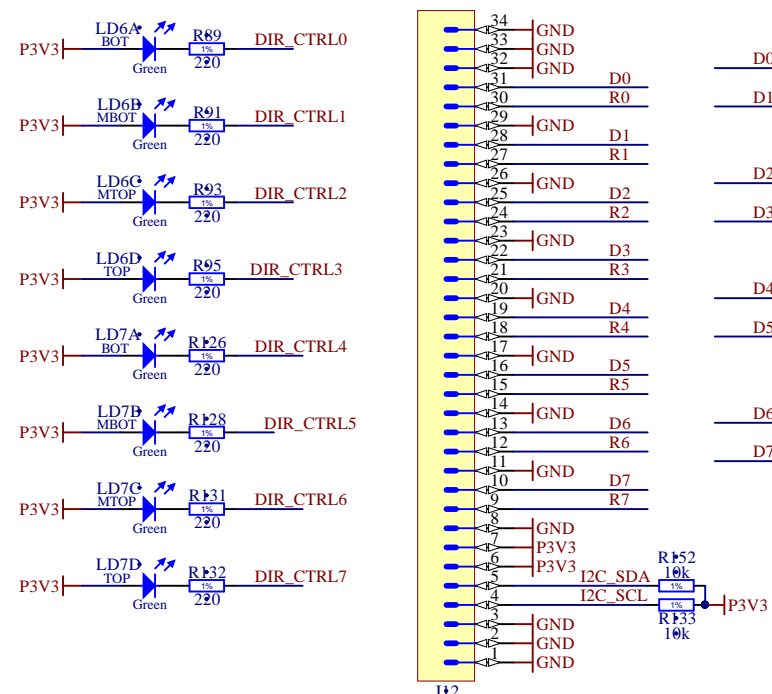 LD6A
BOT
P3V3
Green
R89
1%
220
DIR_CTRL0
LD6B
MBOT
P3V3
Green
R91
1%
220
DIR_CTRL1
LD6C
MTOP
P3V3
Green
R93
1%
220
DIR_CTRL2
LD6D
TOP
P3V3
Green
R95
1%
220
DIR_CTRL3
LD7A
BOT
P3V3
Green
R126
1%
220
DIR_CTRL4
LD7B
MBOT
P3V3
Green
R128
1%
220
DIR_CTRL5
LD7C
MTOP
P3V3
Green
R131
1%
220
DIR_CTRL6
LD7D
TOP
P3V3
Green
R132
1%
220
DIR_CTRL7
34 GND
33 GND
32 GND
31 D0
30 R0
29 GND
28 D1
27 R1
26 GND
25 D2
24 R2
23 GND
22 D3
21 R3
20 GND
19 D4
18 R4
17 GND
16 D5
15 R5
14 GND
13 D6
12 R6
11 GND
10 D7
9 R7
8 GND
7 P3V3
6 P3V3
5 I2C_SDA
4 I2C_SCL
3 GND
2 GND
1 GND
R152
10k
1%
1%
R133
10k
P3V3
D0
D1
D2
D3
D4
D5
D6
D7